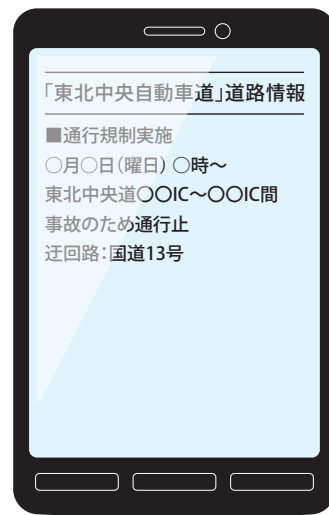 「東北中央自動車道」道路情報
■通行規制実施
○月○日(曜日) ○時～
東北中央道○○IC～○○IC間
事故のため通行止
迂回路：国道13号